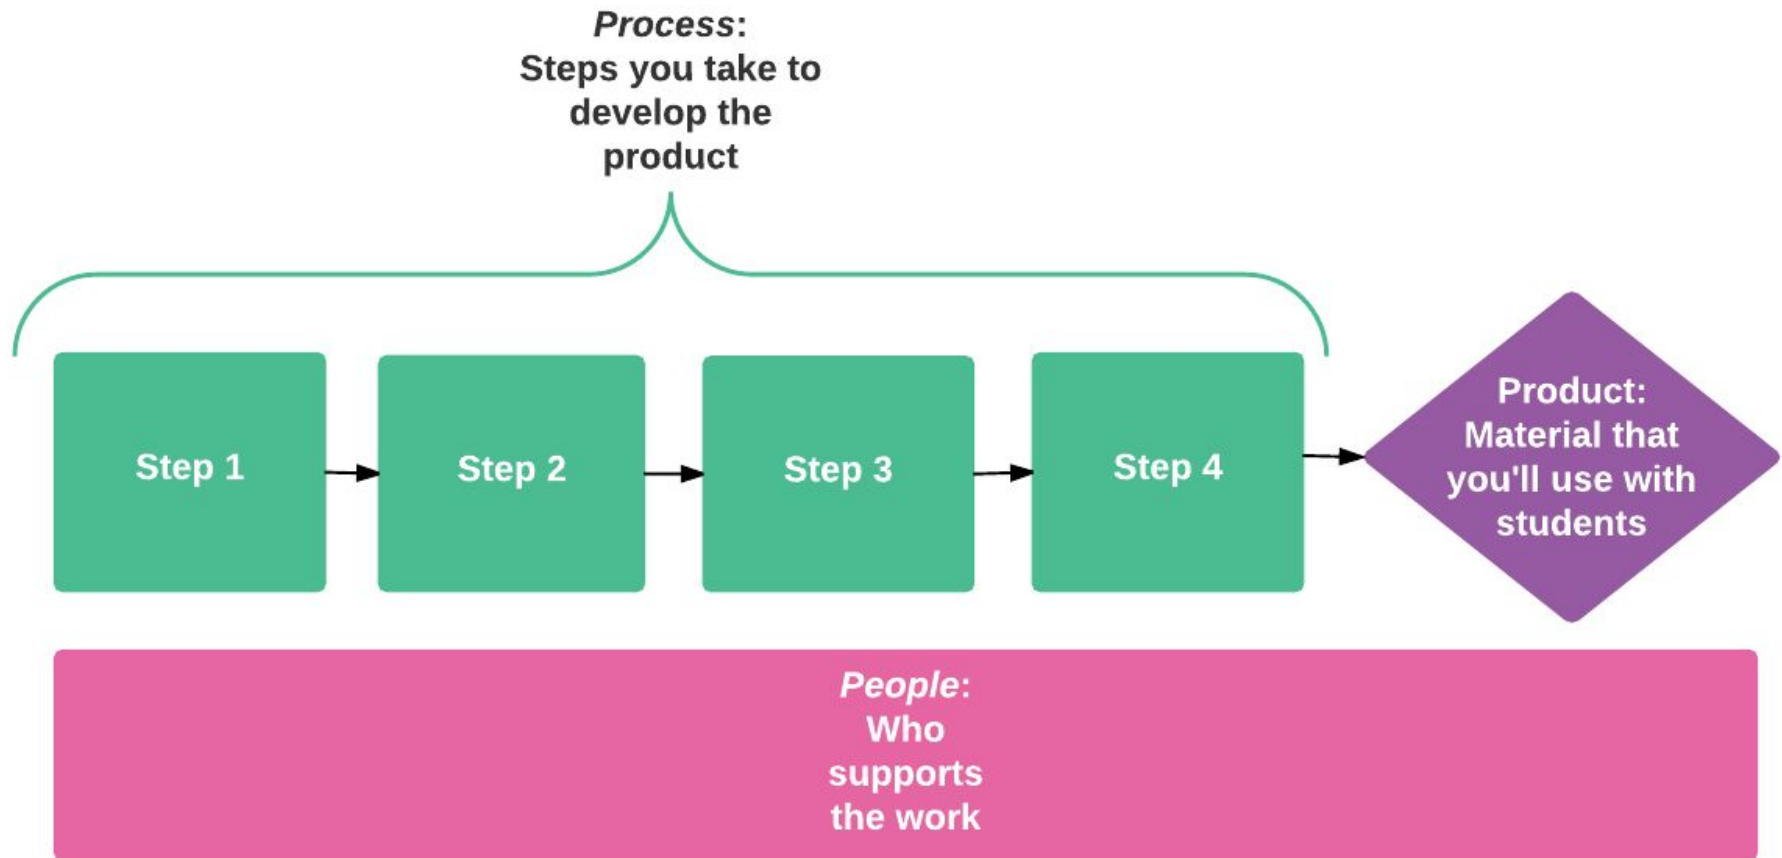 Process:
Steps you take to
develop the
product
Step 1
Step 2
Step 3
Step 4
Product:
Material that
you'll use with
students
People:
Who
supports
the work